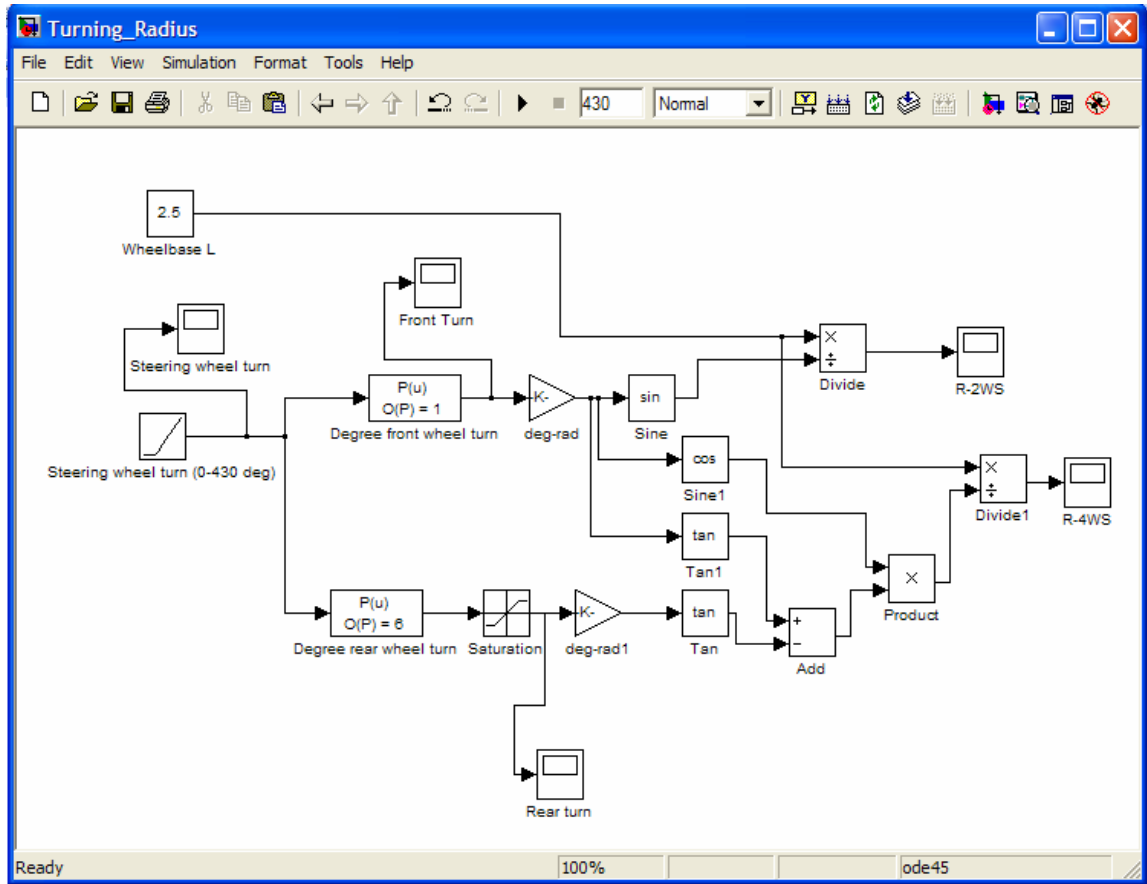 Turning_Radius
File Edit View Simulation Format Tools Help
430 Normal
2.5
Wheelbase L
Front Turn
Steering wheel turn
× ÷
Divide
R-2WS
P(u)
O(P) = 1
Degree front wheel turn
-K-
deg-rad
sin
Sine
Steering wheel turn (0-430 deg)
cos
Sine1
× ÷
Divide1
R-4WS
tan
Tan1
×
Product
P(u)
O(P) = 6
Degree rear wheel turn
Saturation
-K-
deg-rad1
tan
Tan
+ −
Add
Rear turn
Ready 100% ode45